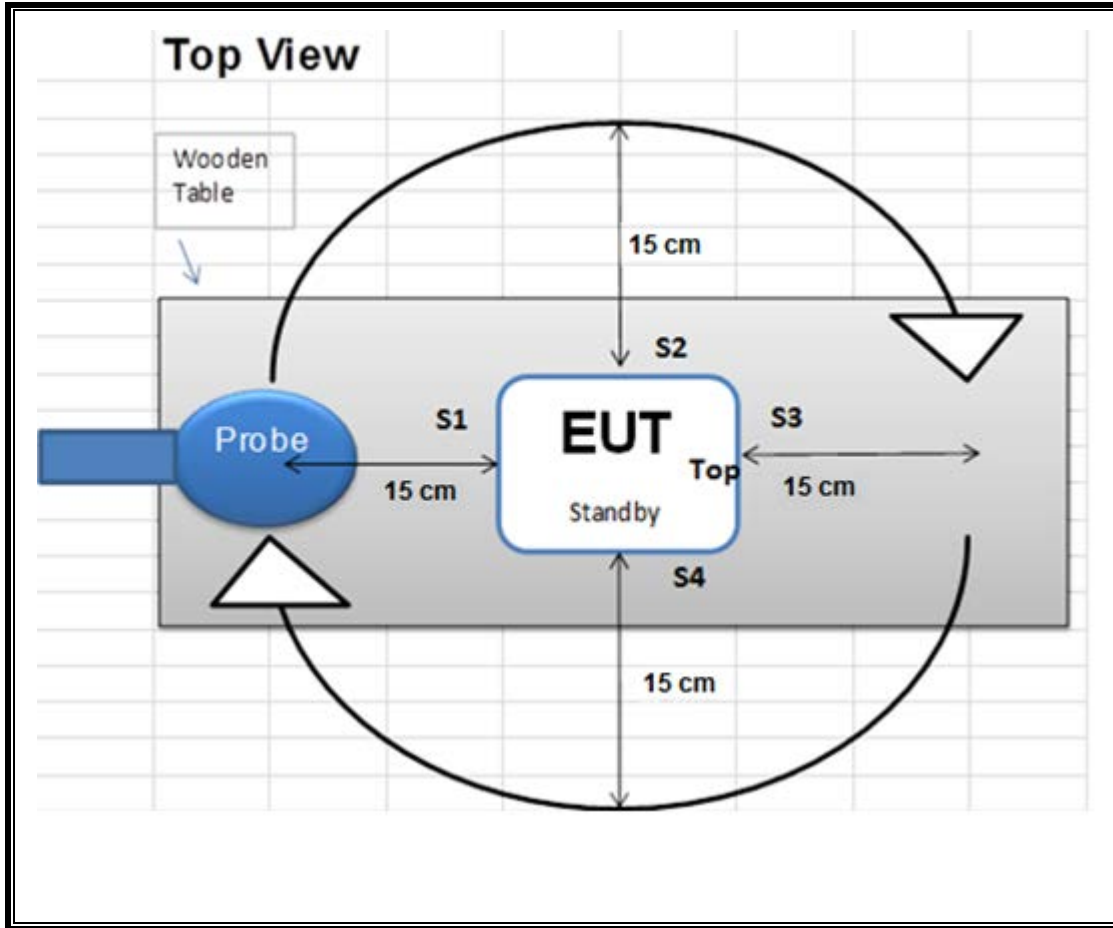 Top View
Wooden
Table
15 cm
S2
S1
EUT
S3
Probe
Top
15 cm
15 cm
Standby
S4
15 cm